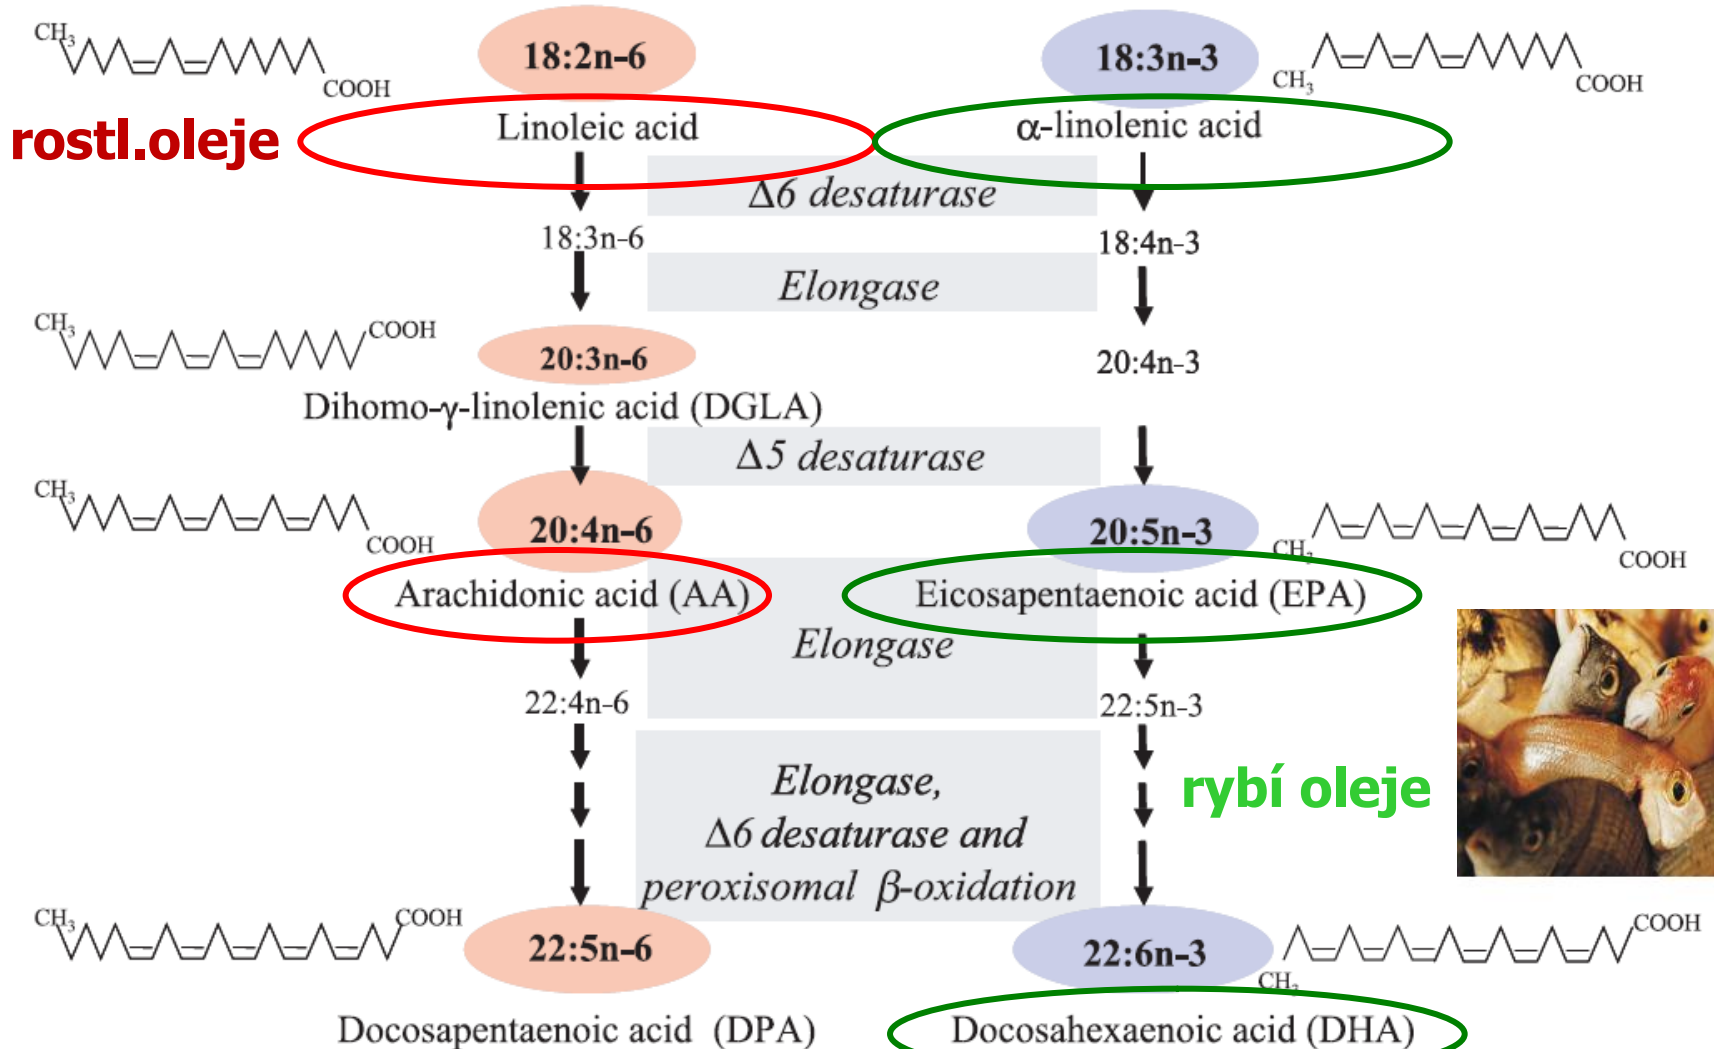 CH3
COOH
18:2n-6
18:3n-3
CH3
COOH
rostl.oleje
Linoleic acid
α-linolenic acid
Δ6 desaturase
18:3n-6
18:4n-3
Elongase
CH3
COOH
20:3n-6
20:4n-3
Dihomo-γ-linolenic acid (DGLA)
Δ5 desaturase
CH3
COOH
20:4n-6
20:5n-3
CH3
COOH
Arachidonic acid (AA)
Eicosapentaenoic acid (EPA)
Elongase
22:4n-6
22:5n-3
rybí oleje
Elongase,
Δ6 desaturase and
peroxisomal β-oxidation
CH3
COOH
22:5n-6
22:6n-3
CH3
COOH
Docosapentaenoic acid (DPA)
Docosahexaenoic acid (DHA)